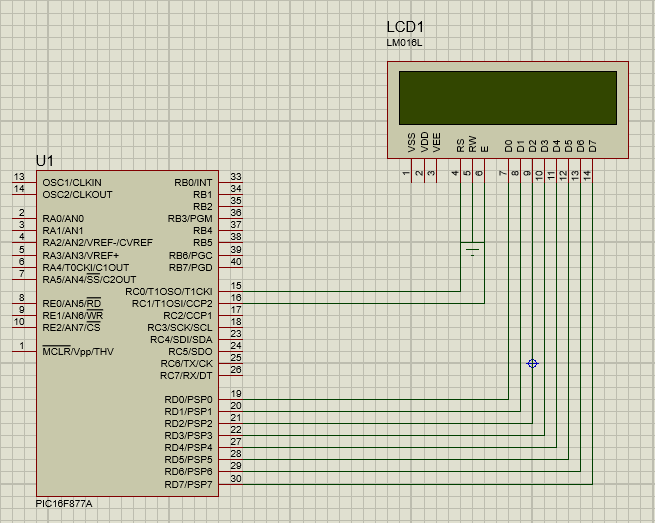 LCD1
LM016L
VSS VDD VEE RS RW E D0 D1 D2 D3 D4 D5 D6 D7
1 2 3 4 5 6 7 8 9 10 11 12 13 14
U1
13 OSC1/CLKIN RB0/INT 33
14 OSC2/CLKOUT RB1 34
RB2 35
2 RA0/AN0 RB3/PGM 36
3 RA1/AN1 RB4 37
4 RA2/AN2/VREF-/CVREF RB5 38
5 RA3/AN3/VREF+ RB6/PGC 39
6 RA4/T0CKI/C1OUT RB7/PGD 40
7 RA5/AN4/SS/C2OUT
RC0/T1OSO/T1CKI 15
8 RE0/AN5/RD RC1/T1OSI/CCP2 16
9 RE1/AN6/WR RC2/CCP1 17
10 RE2/AN7/CS RC3/SCK/SCL 18
RC4/SDI/SDA 23
1 MCLR/Vpp/THV RC5/SDO 24
RC6/TX/CK 25
RC7/RX/DT 26
RD0/PSP0 19
RD1/PSP1 20
RD2/PSP2 21
RD3/PSP3 22
RD4/PSP4 27
RD5/PSP5 28
RD6/PSP6 29
RD7/PSP7 30
PIC16F877A